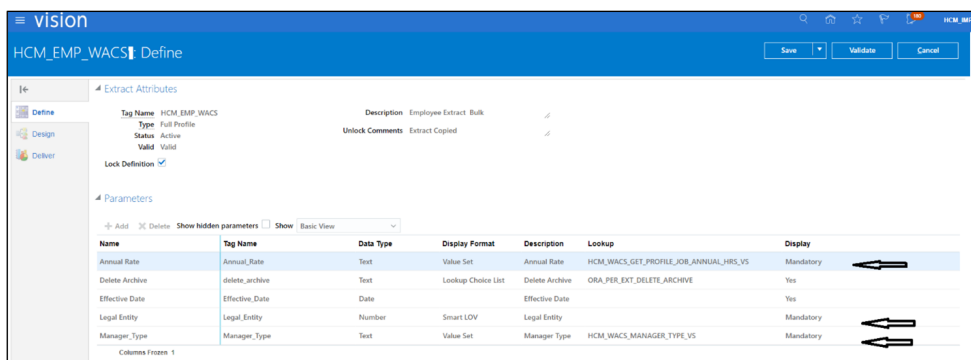 vision
HCM_IMP
HCM_EMP_WACS: Define
Save
Validate
Cancel
Extract Attributes
Define
Design
Deliver
Tag Name HCM_EMP_WACS
Type Full Profile
Status Active
Valid Valid
Lock Definition
Description Employee Extract Bulk
Unlock Comments Extract Copied
Parameters
Add Delete Show hidden parameters Show Basic View
Name Tag Name Data Type Display Format Description Lookup Display
Annual Rate Annual_Rate Text Value Set Annual Rate HCM_WACS_GET_PROFILE_JOB_ANNUAL_HRS_VS Mandatory
Delete Archive delete_archive Text Lookup Choice List Delete Archive ORA_PER_EXT_DELETE_ARCHIVE Yes
Effective Date Effective_Date Date Effective Date Yes
Legal Entity Legal_Entity Number Smart LOV Legal Entity Mandatory
Manager_Type Manager_Type Text Value Set Manager Type HCM_WACS_MANAGER_TYPE_VS Mandatory
Columns Frozen 1